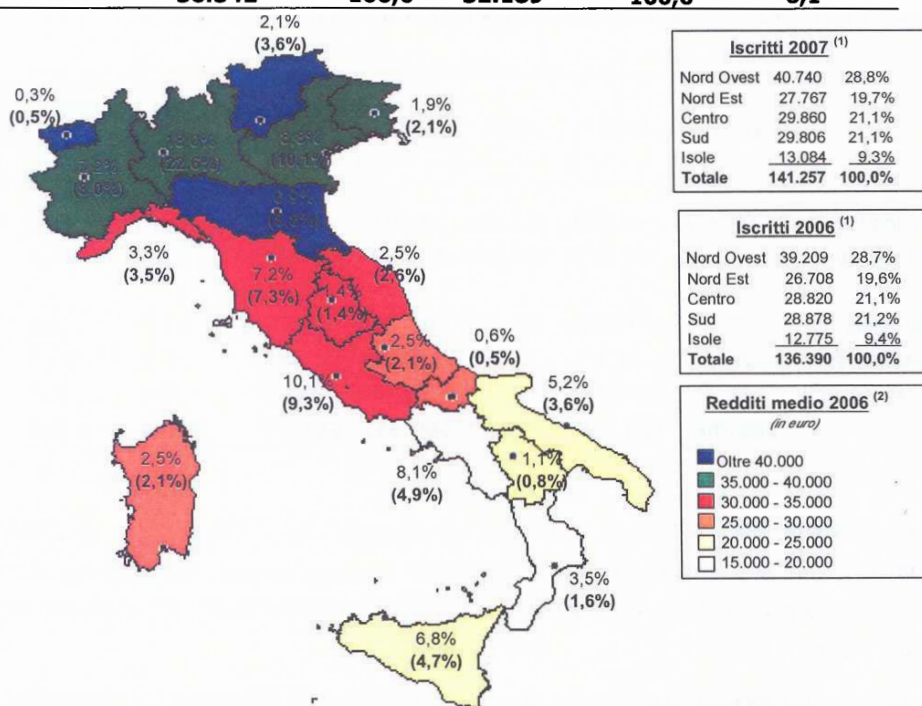 100,0
2,1%
(3,6%)
0,3%
(0,5%)
1,9%
(2,1%)
(22,6%)
(10,1%)
3,3%
(3,5%)
2,5%
(2,6%)
7,2%
(7,3%)
1,4%
(1,4%)
2,5%
(2,1%)
0,6%
(0,5%)
10,1%
(9,3%)
5,2%
(3,6%)
2,5%
(2,1%)
8,1%
(4,9%)
1,1%
(0,8%)
3,5%
(1,6%)
6,8%
(4,7%)
Iscritti 2007 (1)
Nord Ovest 40.740 28,8%
Nord Est 27.767 19,7%
Centro 29.860 21,1%
Sud 29.806 21,1%
Isole 13.084 9,3%
Totale 141.257 100,0%
Iscritti 2006 (1)
Nord Ovest 39.209 28,7%
Nord Est 26.708 19,6%
Centro 28.820 21,1%
Sud 28.878 21,2%
Isole 12.775 9,4%
Totale 136.390 100,0%
Redditi medio 2006 (2)
(in euro)
Oltre 40.000
35.000 - 40.000
30.000 - 35.000
25.000 - 30.000
20.000 - 25.000
15.000 - 20.000